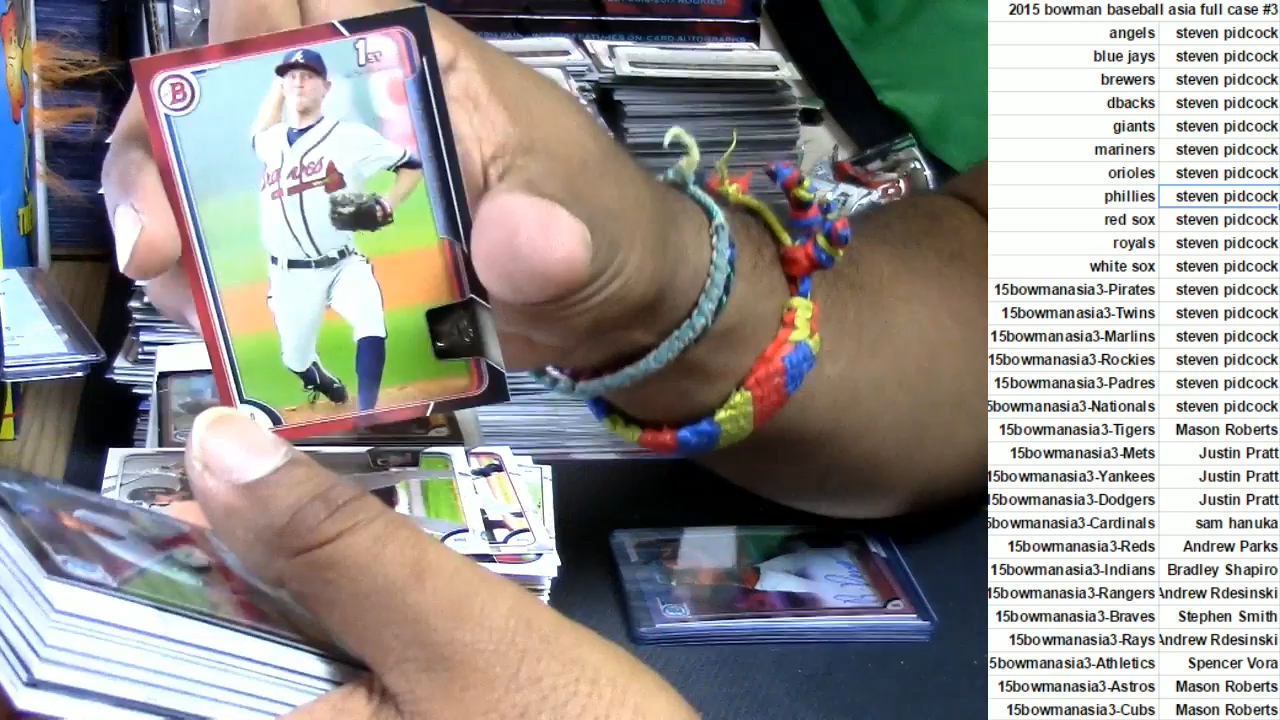 2015 bowman baseball asia full case #3
angels steven pidcock
blue jays steven pidcock
brewers steven pidcock
dbacks steven pidcock
giants steven pidcock
mariners steven pidcock
orioles steven pidcock
phillies steven pidcock
red sox steven pidcock
royals steven pidcock
white sox steven pidcock
15bowmanasia3-Pirates steven pidcock
15bowmanasia3-Twins steven pidcock
15bowmanasia3-Marlins steven pidcock
15bowmanasia3-Rockies steven pidcock
15bowmanasia3-Padres steven pidcock
5bowmanasia3-Nationals steven pidcock
15bowmanasia3-Tigers Mason Roberts
15bowmanasia3-Mets Justin Pratt
15bowmanasia3-Yankees Justin Pratt
15bowmanasia3-Dodgers Justin Pratt
5bowmanasia3-Cardinals sam hanuka
15bowmanasia3-Reds Andrew Parks
15bowmanasia3-Indians Bradley Shapiro
15bowmanasia3-Rangers Andrew Rdesinski
15bowmanasia3-Braves Stephen Smith
15bowmanasia3-Rays Andrew Rdesinski
5bowmanasia3-Athletics Spencer Vora
15bowmanasia3-Astros Mason Roberts
15bowmanasia3-Cubs Mason Roberts
B
1ST
A
Braves